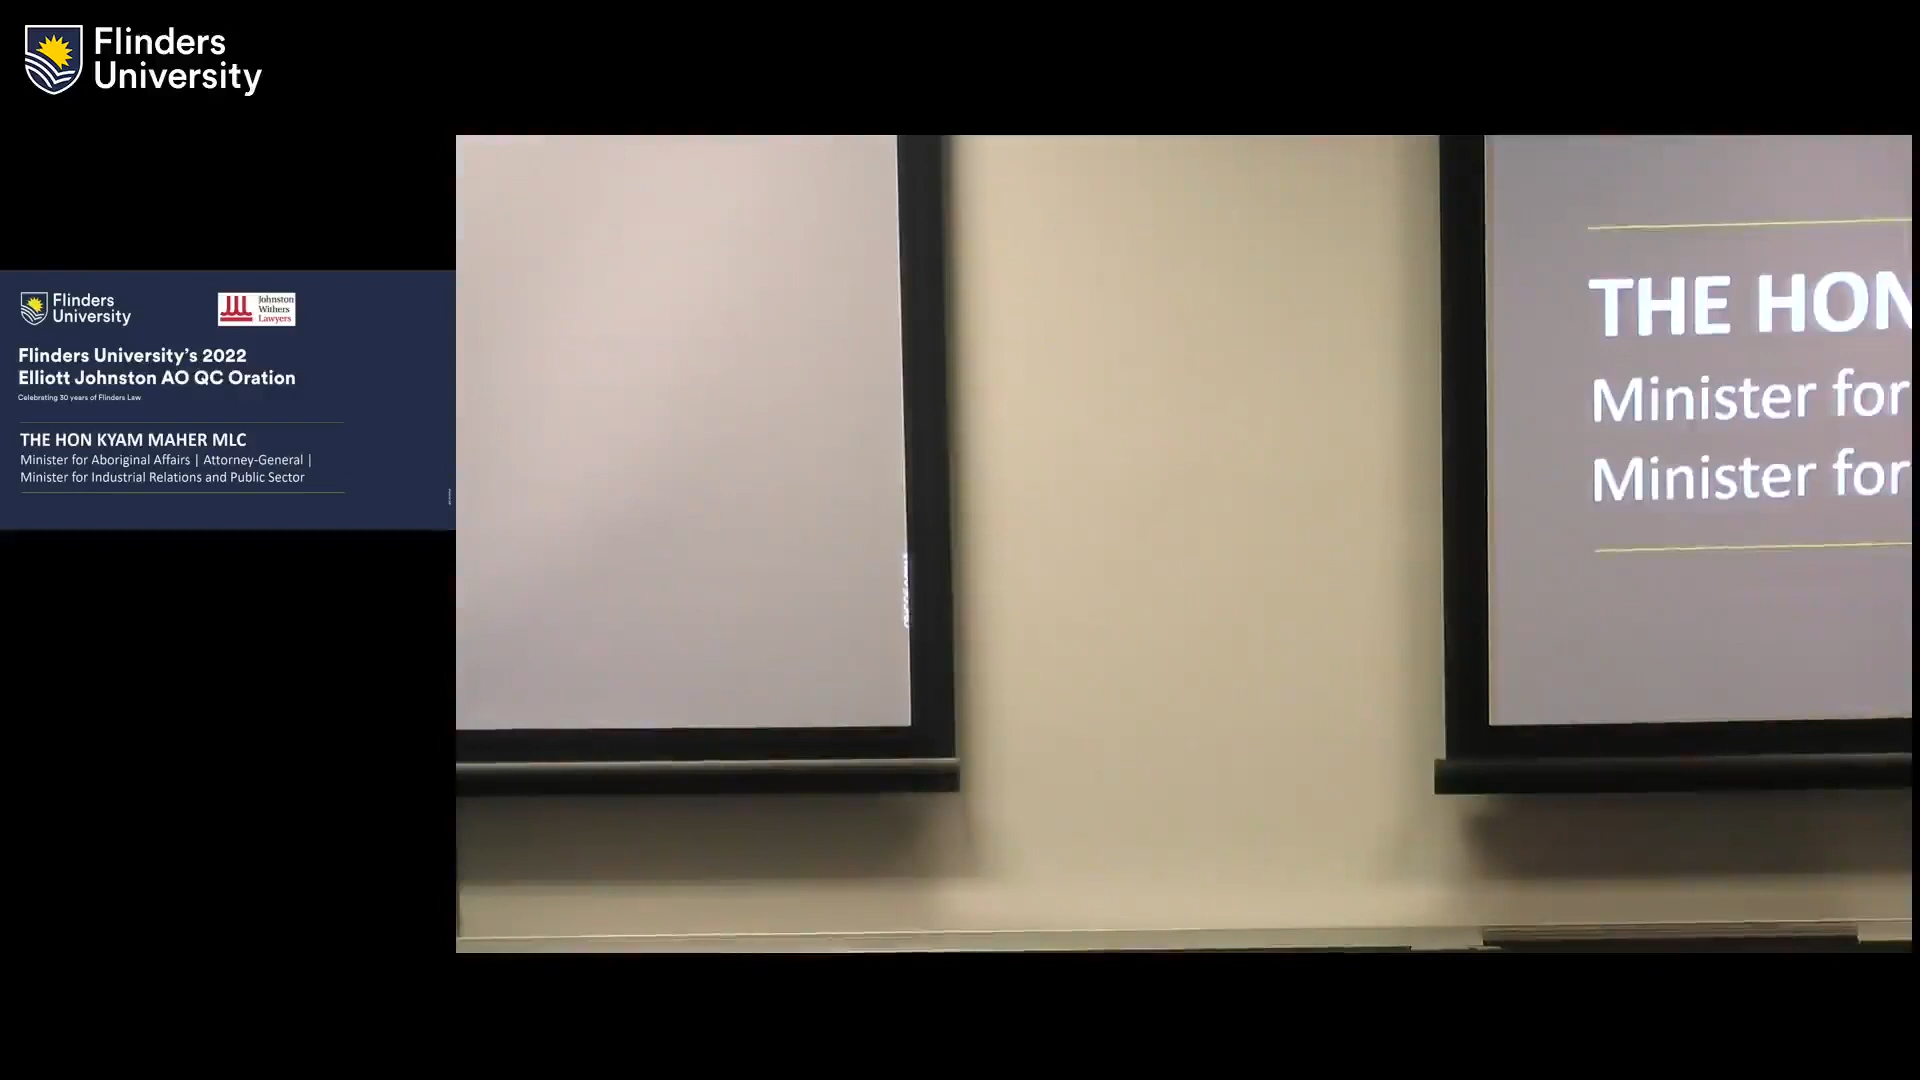 Flinders
University
Flinders
University
Johnston
Withers
Lawyers
Flinders University's 2022
Elliott Johnston AO QC Oration
Celebrating 30 years of Flinders Law
THE HON KYAM MAHER MLC
Minister for Aboriginal Affairs | Attorney-General |
Minister for Industrial Relations and Public Sector
THE HON
Minister for
Minister for